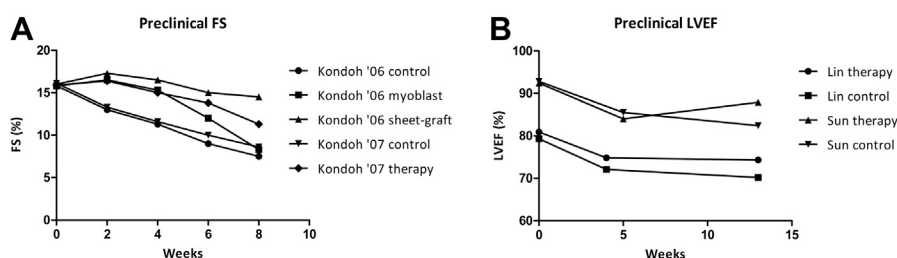 A
Preclinical FS
20
15
10
5
0
FS (%)
0 2 4 6 8 10
Weeks
Kondoh '06 control
Kondoh '06 myoblast
Kondoh '06 sheet-graft
Kondoh '07 control
Kondoh '07 therapy
B
Preclinical LVEF
100
90
80
70
60
LVEF (%)
0 5 10 15
Weeks
Lin therapy
Lin control
Sun therapy
Sun control